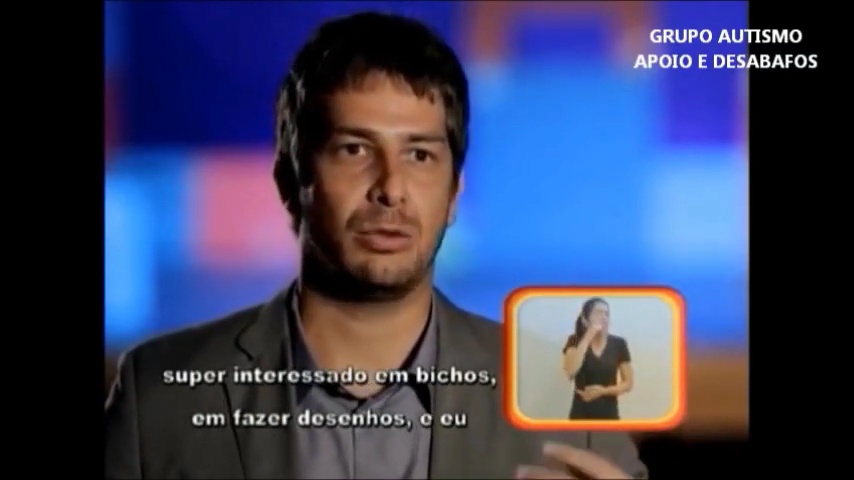 GRUPO AUTISMO
APOIO E DESABAFOS
super interessado em bichos,
em fazer desenhos, e eu